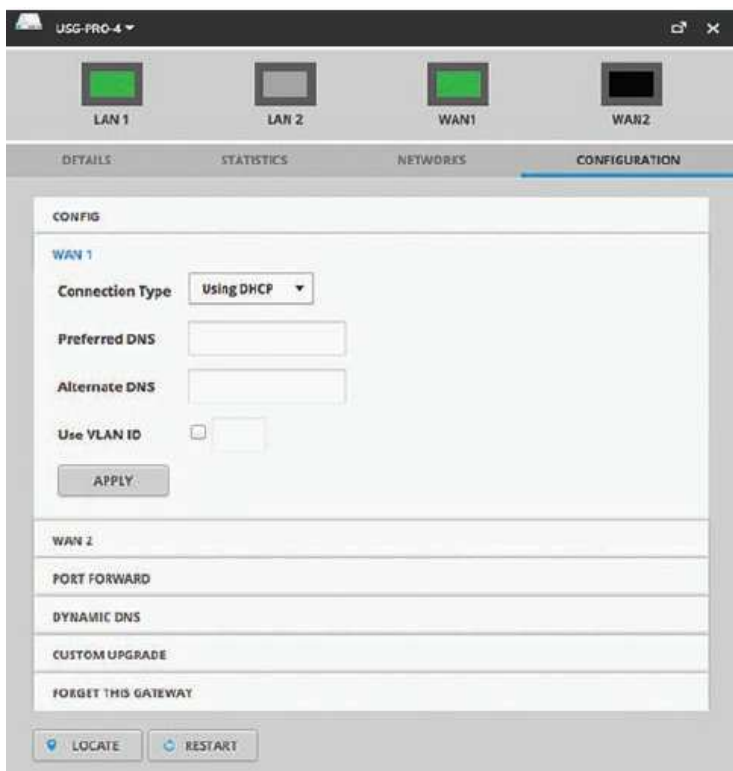 USG-PRO-4
LAN 1 LAN 2 WAN1 WAN2
DETAILS STATISTICS NETWORKS CONFIGURATION
CONFIG
WAN 1
Connection Type Using DHCP
Preferred DNS
Alternate DNS
Use VLAN ID
APPLY
WAN 2
PORT FORWARD
DYNAMIC DNS
CUSTOM UPGRADE
FORGET THIS GATEWAY
LOCATE RESTART